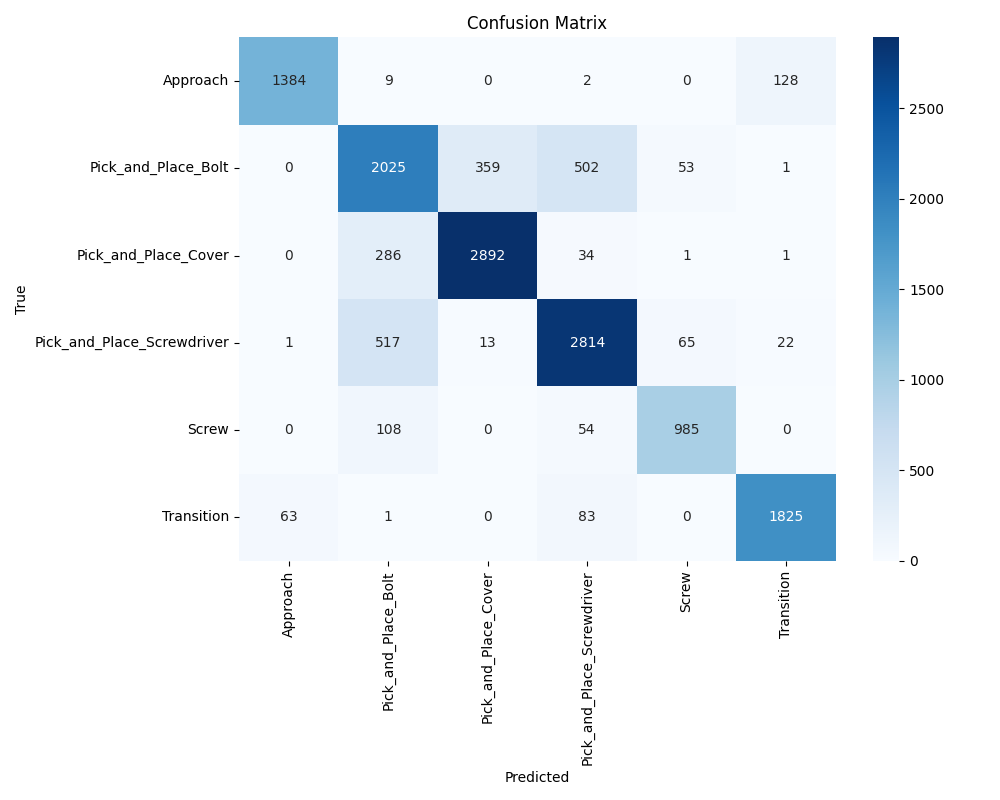 Confusion Matrix
Approach 1384 9 0 2 0 128
Pick_and_Place_Bolt 0 2025 359 502 53 1
Pick_and_Place_Cover 0 286 2892 34 1 1
Pick_and_Place_Screwdriver 1 517 13 2814 65 22
Screw 0 108 0 54 985 0
Transition 63 1 0 83 0 1825
True
Approach
Pick_and_Place_Bolt
Pick_and_Place_Cover
Pick_and_Place_Screwdriver
Screw
Transition
Predicted
2500
2000
1500
1000
500
0